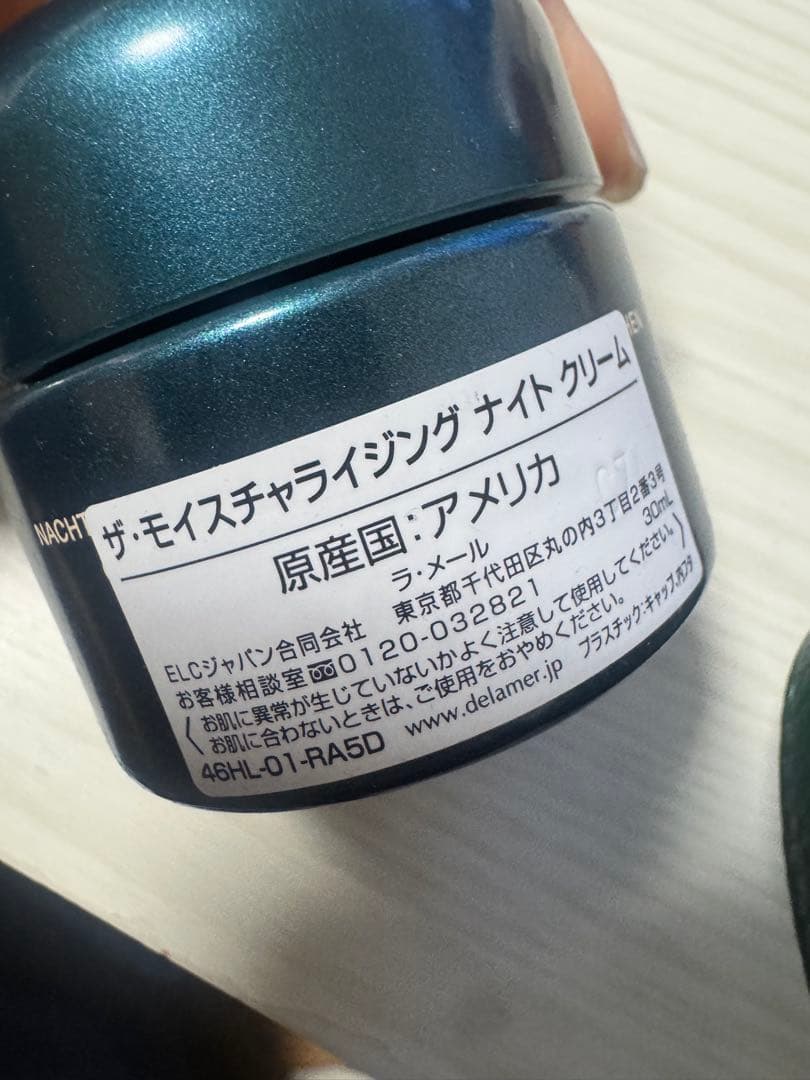 ザ・モイスチャライジング ナイト クリーム
原産国:アメリカ
ラ・メール 30mL
ELCジャパン合同会社 東京都千代田区丸の内3丁目2番3号
お客様相談室 0120-032821
〈お肌に異常が生じていないかよく注意して使用してください。
お肌に合わないときは、ご使用をおやめください。〉
46HL-01-RA5D www.delamer.jp プラスチック:キャップ、内フタ
NACHT